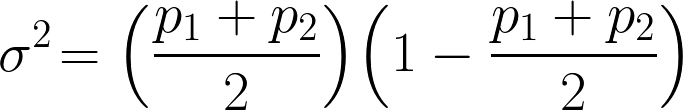 σ² = ( (p₁ + p₂) / 2 ) ( 1 − (p₁ + p₂) / 2 )